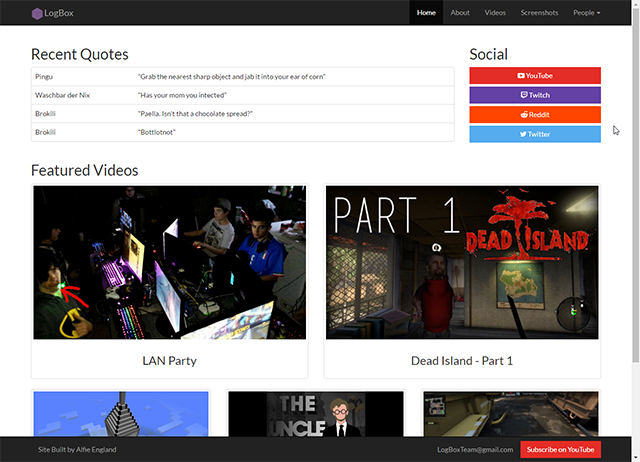 LogBox
Home About Videos Screenshots People
Recent Quotes
Pingu "Grab the nearest sharp object and jab it into your ear of corn"
Waschbar der Nix "Has your mom you intected"
Brokili "Paella. Isn't that a chocolate spread?"
Brokili "Bottlotnot"
Social
YouTube
Twitch
Reddit
Twitter
Featured Videos
PART 1
DEAD ISLAND
LAN Party
Dead Island - Part 1
THE
UNCLE
Site Built by Alfie England
LogBoxTeam@gmail.com
Subscribe on YouTube